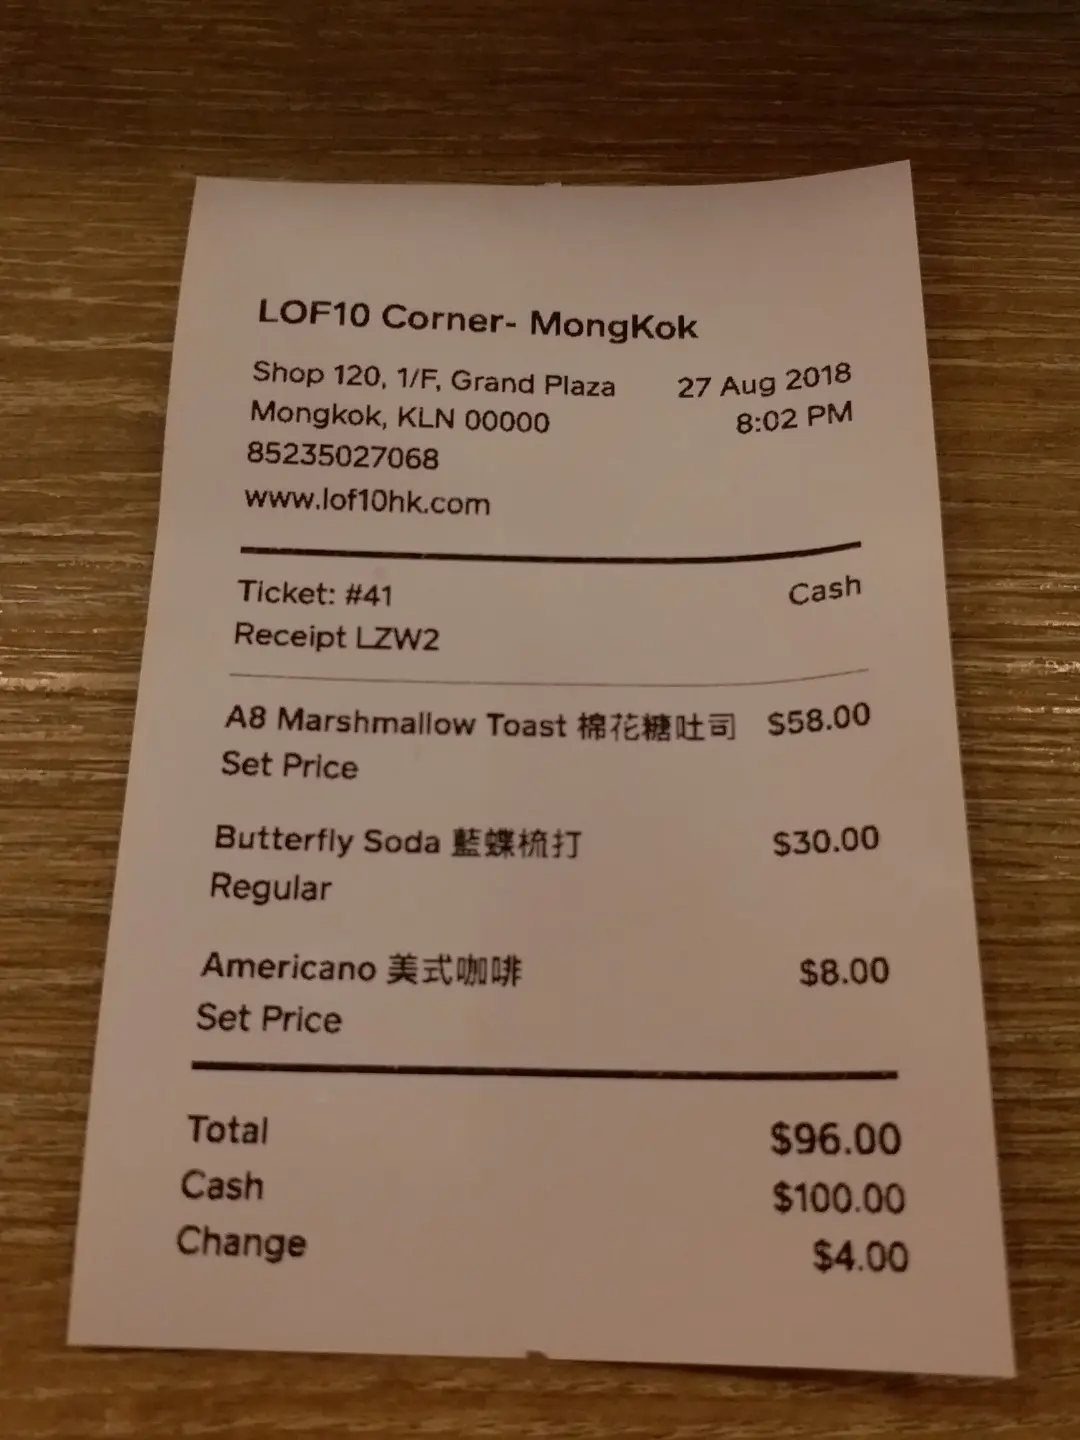 LOF10 Corner- MongKok
Shop 120, 1/F, Grand Plaza 27 Aug 2018
Mongkok, KLN 00000 8:02 PM
85235027068
www.lof10hk.com
Ticket: #41 Cash
Receipt LZW2
A8 Marshmallow Toast 棉花糖吐司 $58.00
Set Price
Butterfly Soda 藍蝶梳打 $30.00
Regular
Americano 美式咖啡 $8.00
Set Price
Total $96.00
Cash $100.00
Change $4.00